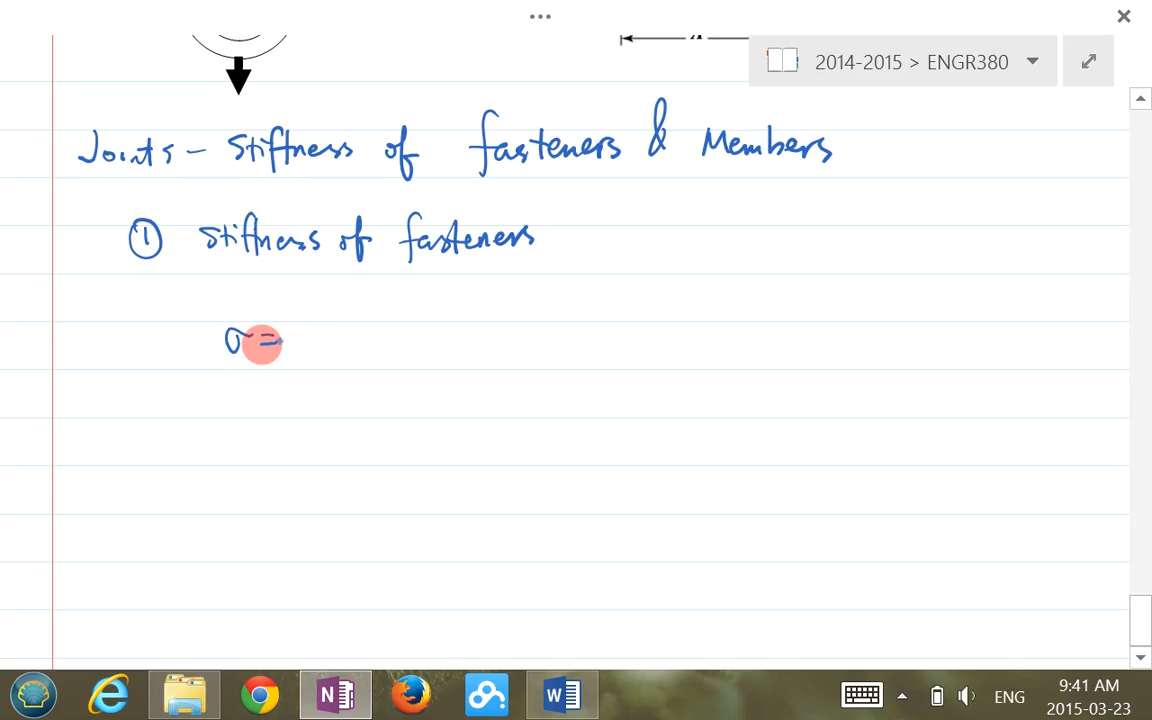 2014-2015 > ENGR380
Joints - Stiffness of fasteners & Members
① Stiffness of fasteners
σ =
ENG
9:41 AM
2015-03-23